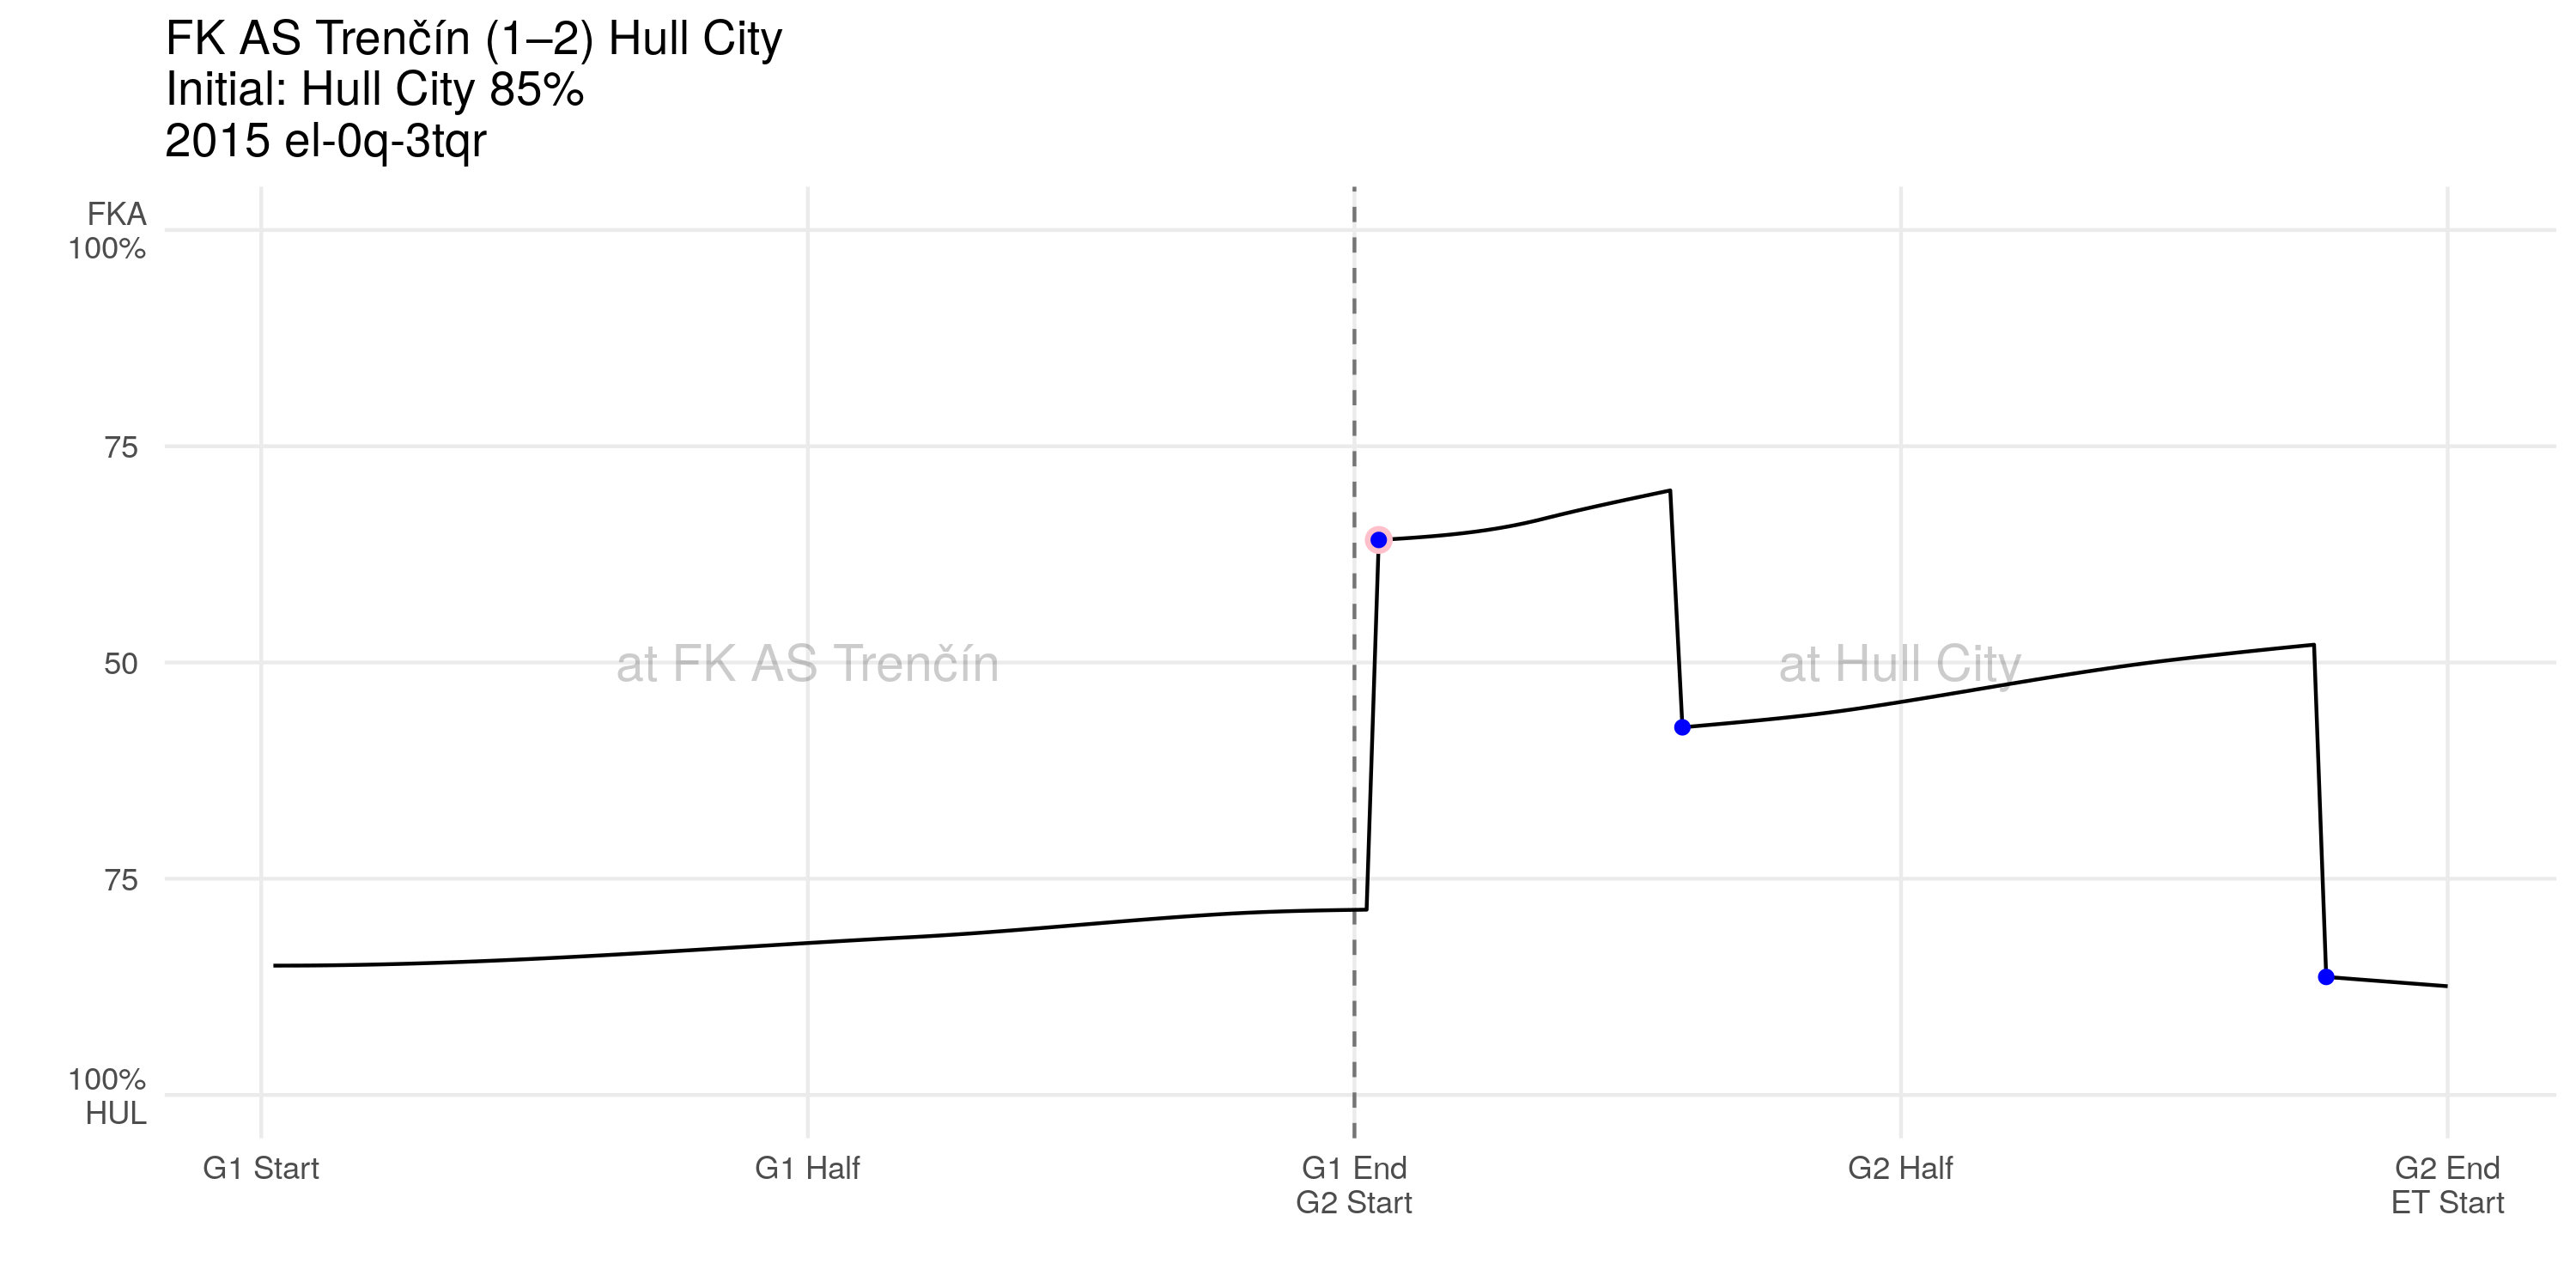 FK AS Trenčín (1–2) Hull City
Initial: Hull City 85%
2015 el-0q-3tqr
FKA
100%
75
50
75
100%
HUL
at FK AS Trenčín
at Hull City
G1 Start
G1 Half
G1 End
G2 Start
G2 Half
G2 End
ET Start